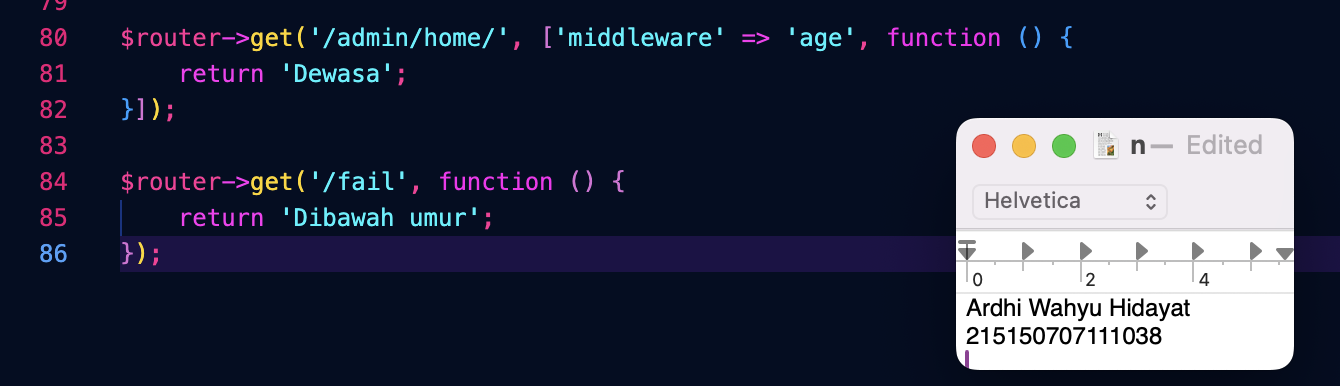 79
80 $router->get('/admin/home/', ['middleware' => 'age', function () {
81 return 'Dewasa';
82 }]);
83
84 $router->get('/fail', function () {
85 return 'Dibawah umur';
86 });
n — Edited
Helvetica
0 2 4
Ardhi Wahyu Hidayat
215150707111038